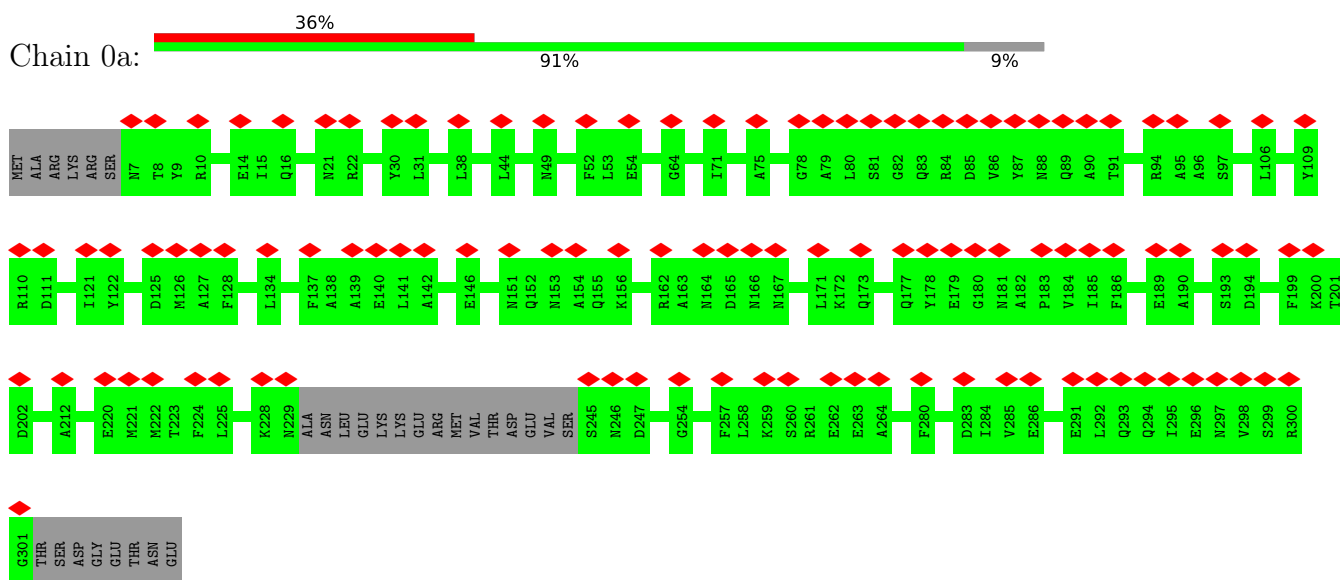 36%
Chain 0a:
91% 9%
MET ALA ARG LYS ARG SER N7 T8 Y9 R10 E14 I15 Q16 N21 R22 Y30 L31 L38 L44 N49 F52 L53 E54 G64 I71 A75 G78 A79 L80 S81 G82 Q83 R84 D85 V86 Y87 N88 Q89 A90 T91 R94 A95 A96 S97 L106 Y109
R110 D111 I121 Y122 D125 M126 A127 F128 L134 F137 A138 A139 E140 L141 A142 E146 N151 Q152 N153 A154 Q155 K156 R162 A163 N164 D165 N166 N167 L171 K172 Q173 Q177 Y178 E179 G180 N181 A182 P183 V184 I185 F186 E189 A190 S193 D194 F199 K200 T201
D202 A212 E220 M221 M222 T223 F224 L225 K228 N229 ALA ASN LEU GLU LYS LYS GLU ARG MET VAL THR ASP GLU VAL SER S245 N246 D247 G254 F257 L258 K259 S260 R261 E262 E263 A264 F280 D283 I284 V285 E286 E291 L292 Q293 Q294 I295 E296 N297 V298 S299 R300
G301 THR SER ASP GLY GLU THR ASN GLU